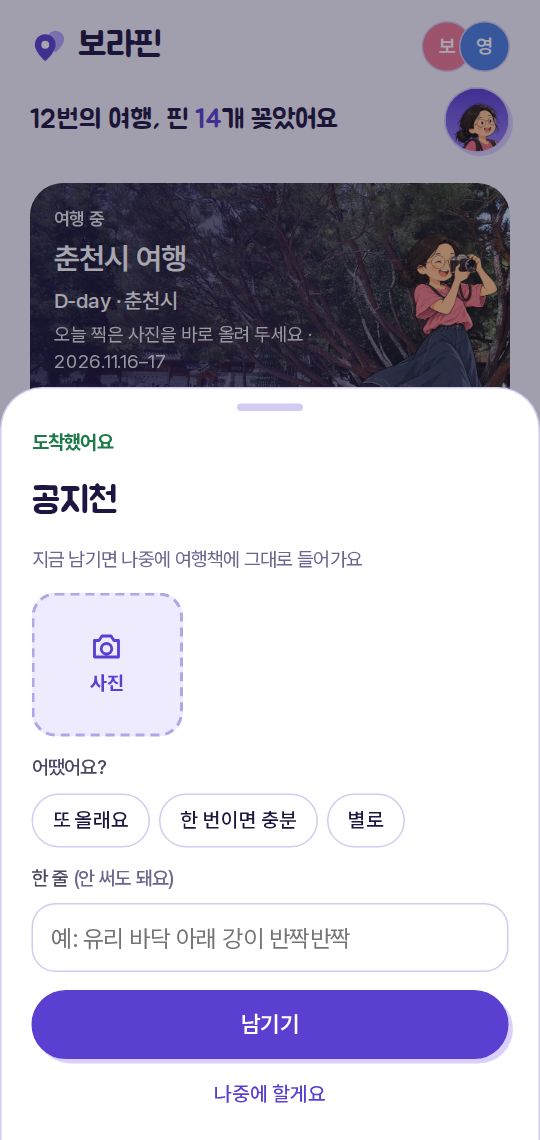 보라핀
보 영
12번의 여행, 핀 14개 꽂았어요
여행 중
춘천시 여행
D-day · 춘천시
오늘 찍은 사진을 바로 올려 두세요 ·
2026.11.16–17
도착했어요
공지천
지금 남기면 나중에 여행책에 그대로 들어가요
사진
어땠어요?
또 올래요 한 번이면 충분 별로
한 줄 (안 써도 돼요)
예: 유리 바닥 아래 강이 반짝반짝
남기기
나중에 할게요